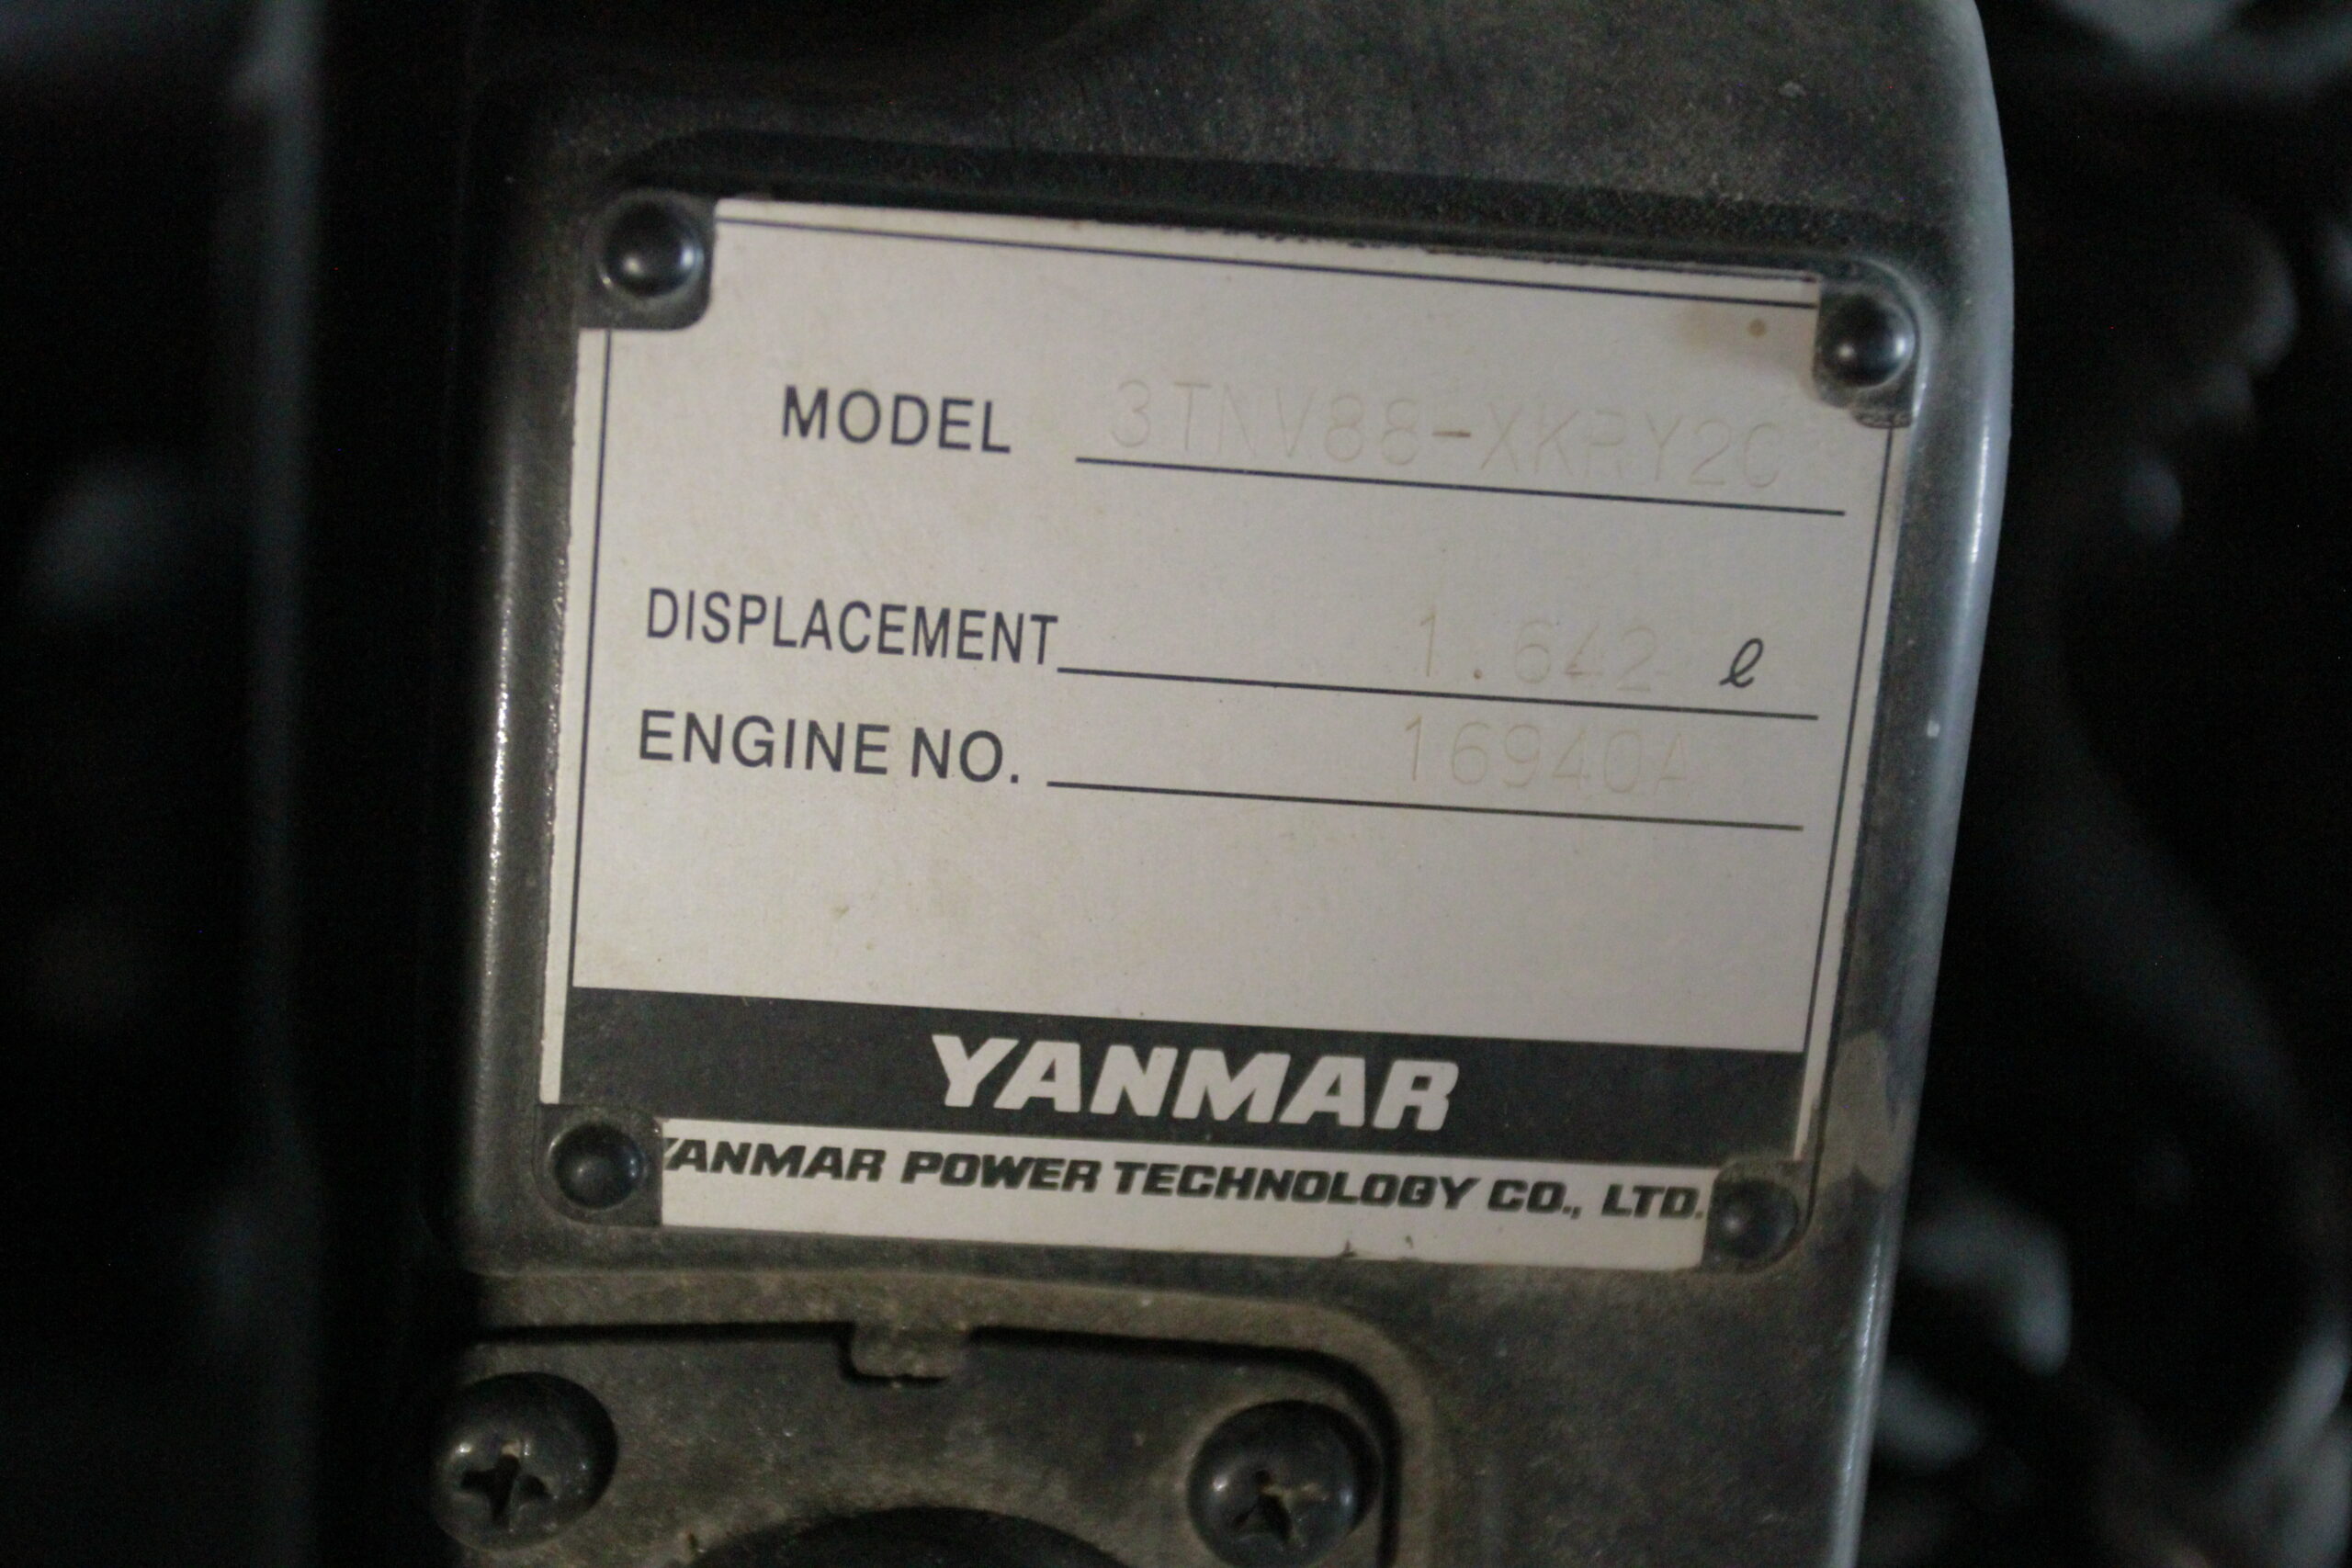 MODEL 3TNV88-XKRY2C
DISPLACEMENT 1.642 ℓ
ENGINE NO. 16940A
YANMAR
YANMAR POWER TECHNOLOGY CO., LTD.